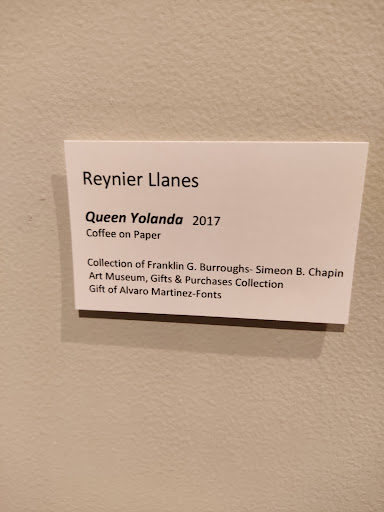 Reynier Llanes
Queen Yolanda 2017
Coffee on Paper
Collection of Franklin G. Burroughs- Simeon B. Chapin
Art Museum, Gifts & Purchases Collection
Gift of Alvaro Martinez-Fonts